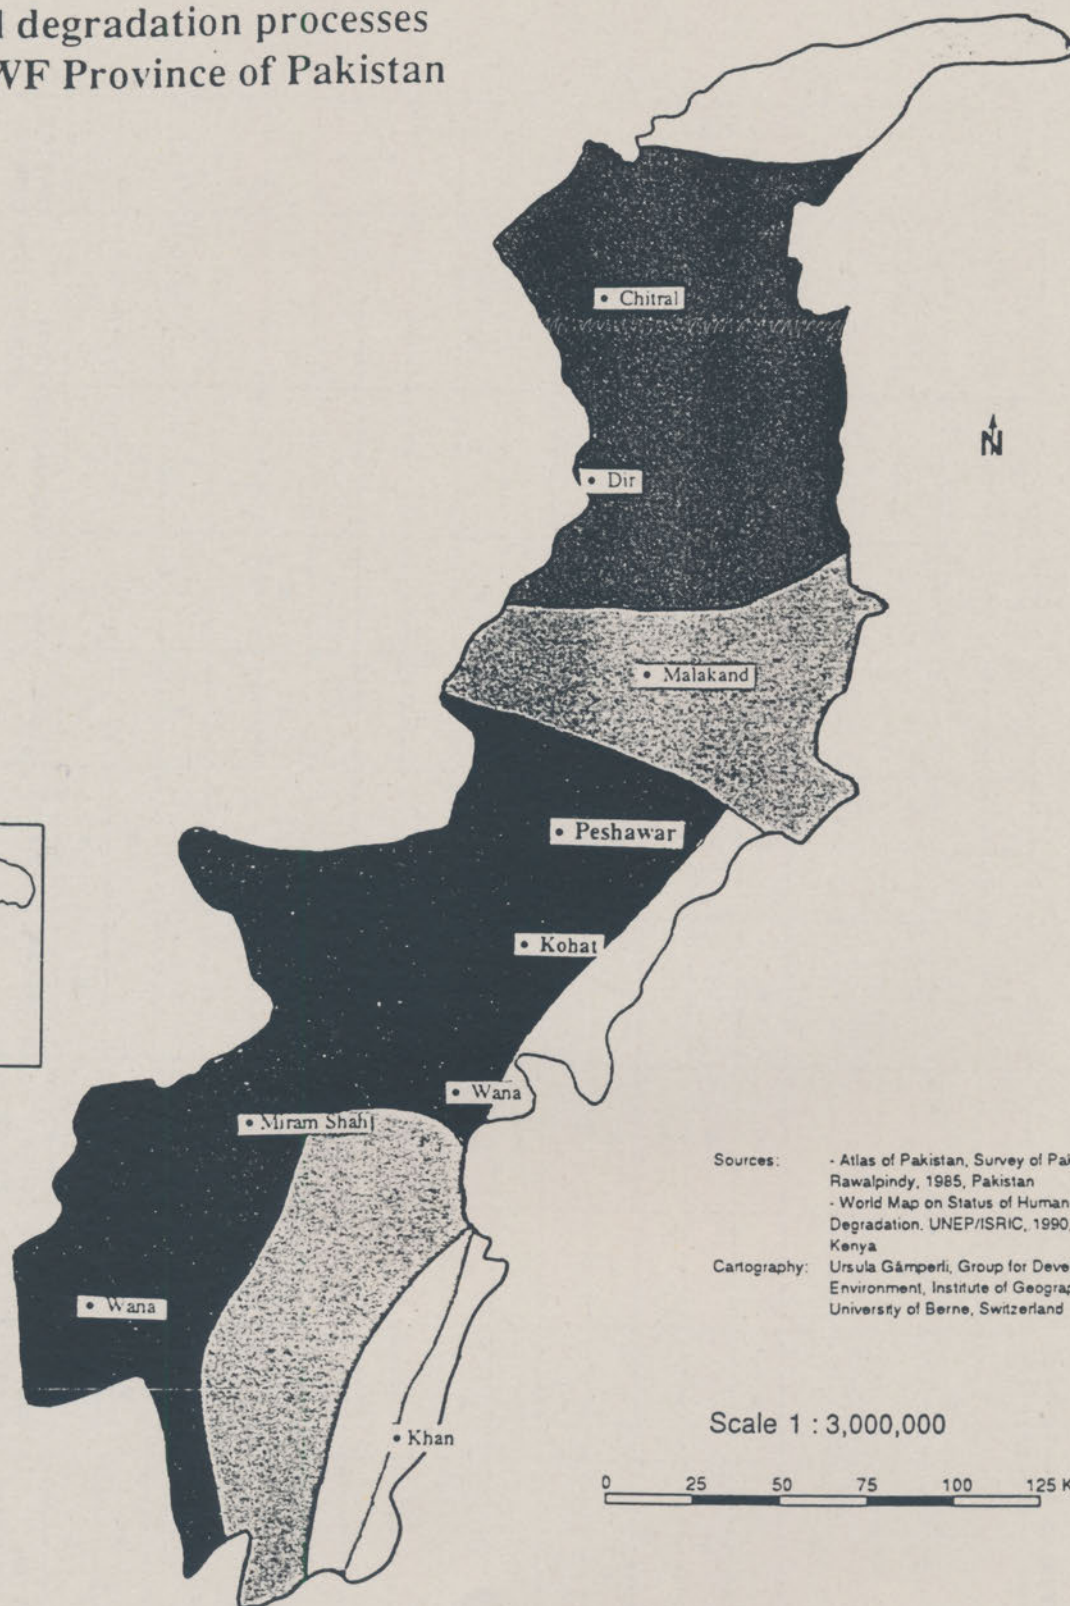 degradation processes
WF Province of Pakistan
• Chitral
N
• Dir
• Malakand
• Peshawar
• Kohat
• Wana
• Miram Shah
• Wana
• Khan
Sources: - Atlas of Pakistan, Survey of Pak
Rawalpindy, 1985, Pakistan
- World Map on Status of Human
Degradation, UNEP/ISRIC, 1990,
Kenya
Cartography: Ursula Gämperli, Group for Deve
Environment, Institute of Geograp
University of Berne, Switzerland
Scale 1 : 3,000,000
0 25 50 75 100 125 K